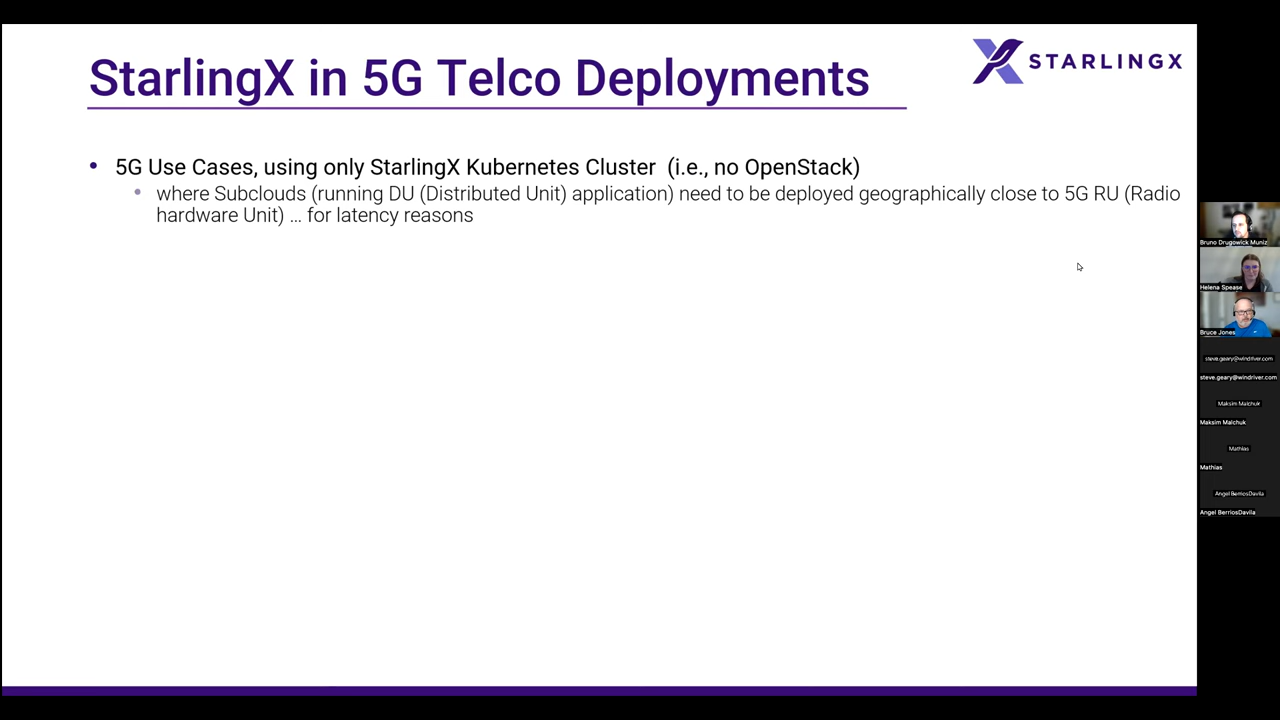 StarlingX in 5G Telco Deployments
STARLINGX
• 5G Use Cases, using only StarlingX Kubernetes Cluster (i.e., no OpenStack)
• where Subclouds (running DU (Distributed Unit) application) need to be deployed geographically close to 5G RU (Radio
hardware Unit) ... for latency reasons
Bruno Drugowick Muniz
Helena Spease
Bruce Jones
steve.geary@windriver.com
steve.geary@windriver.com
Maksim Malchuk
Maksim Malchuk
Mathias
Mathias
Angel BerriosDavila
Angel BerriosDavila